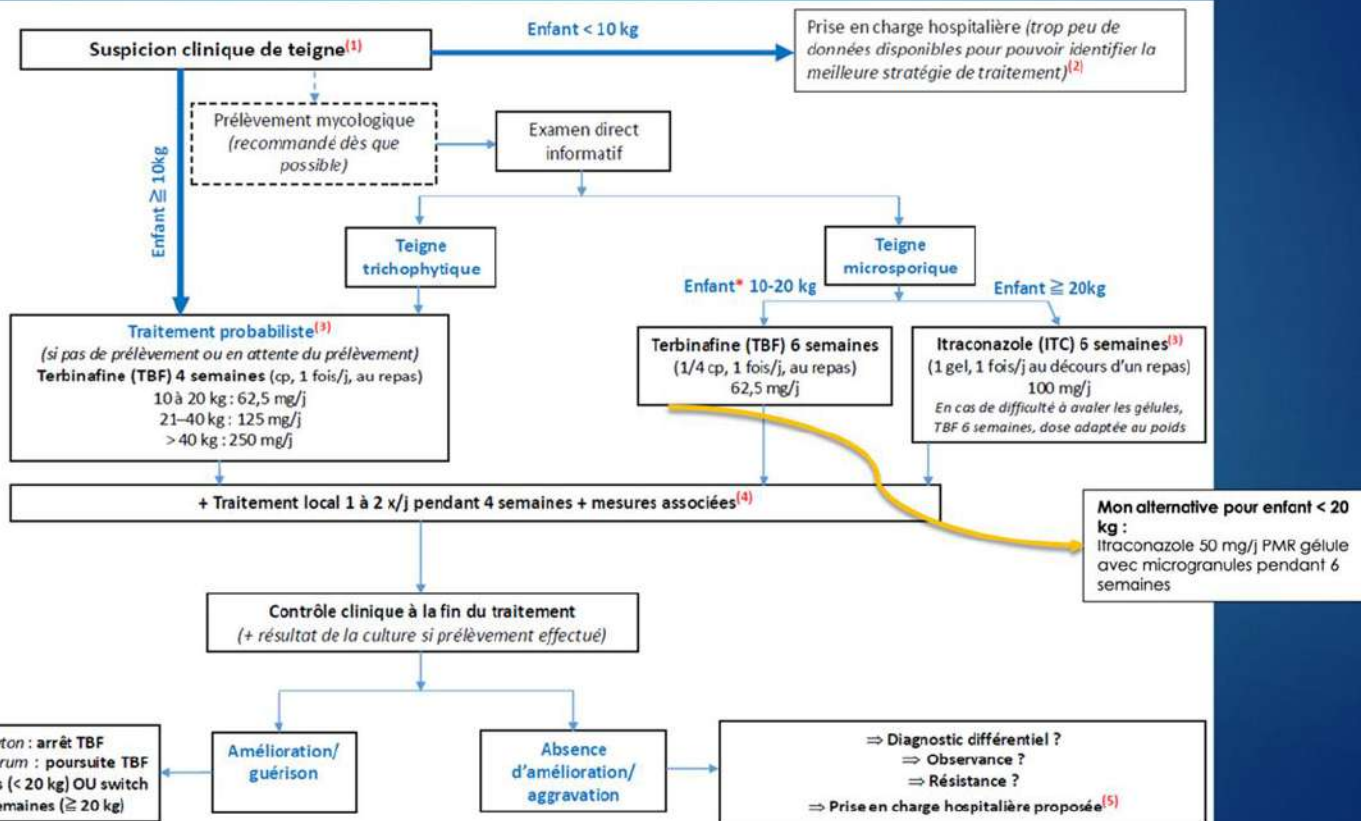 Suspicion clinique de teigne(1)
Enfant < 10 kg
Prise en charge hospitalière (trop peu de
données disponibles pour pouvoir identifier la
meilleure stratégie de traitement)(2)
Enfant ≧ 10kg
Prélèvement mycologique
(recommandé dès que
possible)
Examen direct
informatif
Teigne
trichophytique
Teigne
microsporique
Enfant* 10-20 kg
Enfant ≧ 20kg
Traitement probabiliste(3)
(si pas de prélèvement ou en attente du prélèvement)
Terbinafine (TBF) 4 semaines (cp, 1 fois/j, au repas)
10 à 20 kg : 62,5 mg/j
21–40 kg : 125 mg/j
> 40 kg : 250 mg/j
Terbinafine (TBF) 6 semaines
(1/4 cp, 1 fois/j, au repas)
62,5 mg/j
Itraconazole (ITC) 6 semaines(3)
(1 gel, 1 fois/j au décours d'un repas)
100 mg/j
En cas de difficulté à avaler les gélules,
TBF 6 semaines, dose adaptée au poids
+ Traitement local 1 à 2 x/j pendant 4 semaines + mesures associées(4)
Mon alternative pour enfant < 20
kg :
Itraconazole 50 mg/j PMR gélule
avec microgranules pendant 6
semaines
Contrôle clinique à la fin du traitement
(+ résultat de la culture si prélèvement effectué)
ton : arrêt TBF
rum : poursuite TBF
s (< 20 kg) OU switch
emaines (≧ 20 kg)
Amélioration/
guérison
Absence
d'amélioration/
aggravation
⇒ Diagnostic différentiel ?
⇒ Observance ?
⇒ Résistance ?
⇒ Prise en charge hospitalière proposée(5)